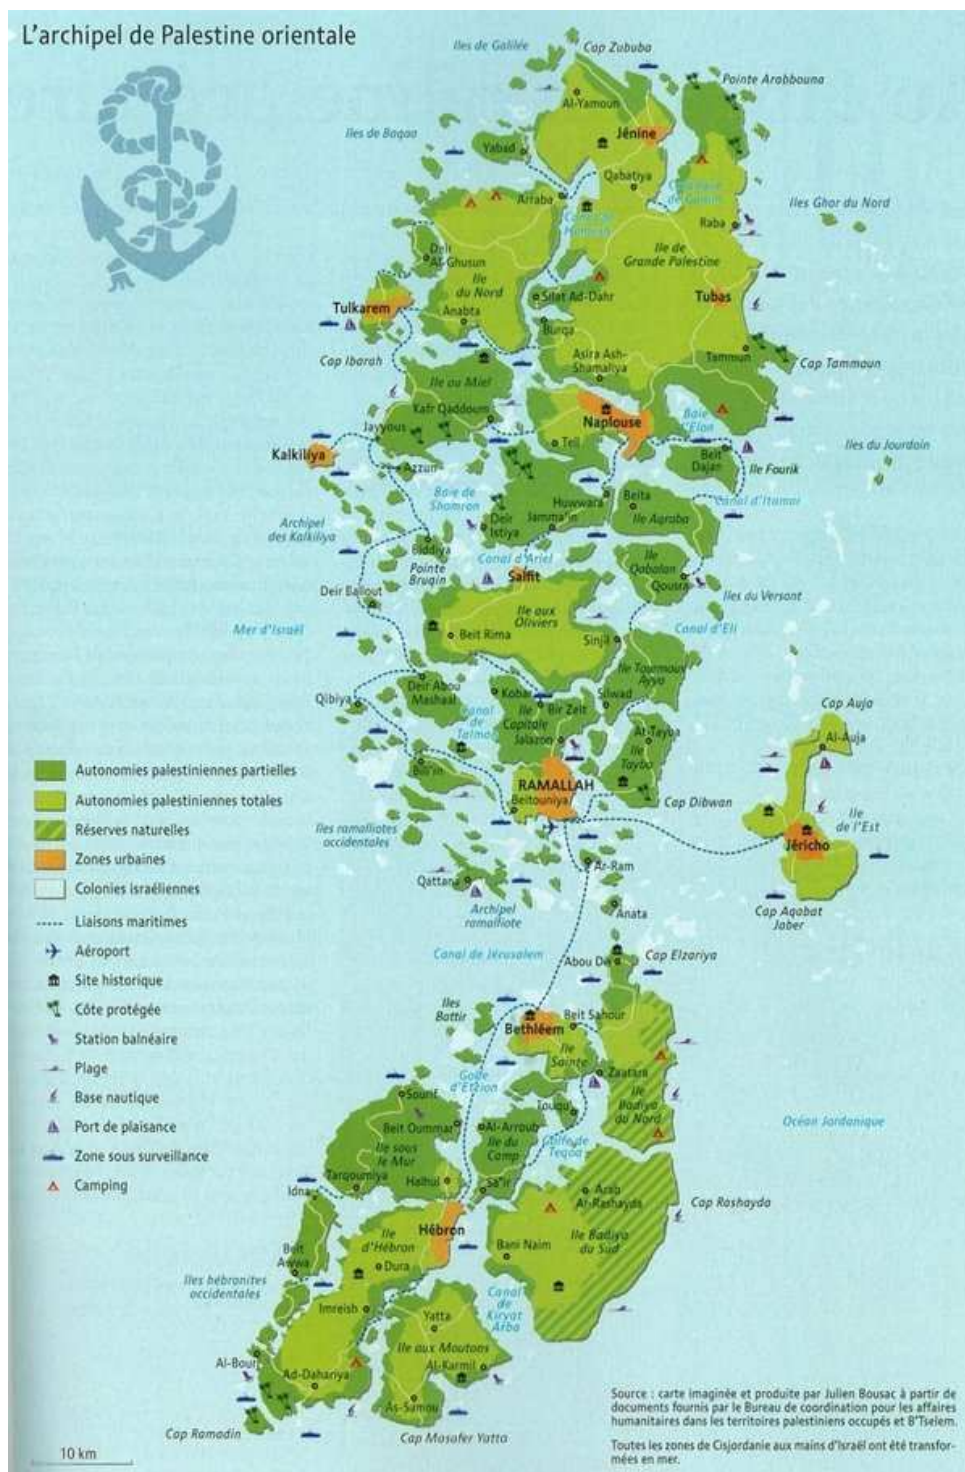 L'archipel de Palestine orientale
Iles de Galilée
Cap Zububa
Pointe Arabbouna
Al-Yamoun
Iles de Baqaa
Jénine
Yabad
Qabatiya
Arraba
Iles Ghor du Nord
Raba
Deir
Al-Ghusun
Ile de
Grande Palestine
Ile
du Nord
Silat Ad-Dahr
Tubas
Tulkarem
Anabta
Burqa
Cap Ibarah
Asira Ash-
Shamaliya
Tammun
Cap Tammoun
Ile au Miel
Kafr Qaddoum
Naplouse
Baie
d'Elon
Jayyous
Kalkiliya
Tell
Iles du Jourdain
Azzun
Beit
Dajan
Ile Fourik
Baie de
Shomron
Huwwara
Beita
Canal d'Itamar
Archipel
des Kalkiliya
Deir
Istiya
Jamma'in
Ile Aqraba
Biddiya
Canal d'Ariel
Ile
Qabalan
Pointe
Bruqin
Salfit
Qousra
Deir Ballout
Iles du Versant
Ile aux
Oliviers
Mer d'Israël
Beit Rima
Sinjil
Canal d'Eli
Ile Tourmous
Ayya
Deir Abou
Mashaal
Kobar
Silwad
Qibiya
Ile
Capitale
Bir Zeit
Cap Auja
Canal
de
Talmon
Jalazon
At-Tayba
Al-Auja
Ile
Tayba
Bil'in
RAMALLAH
Beitouniya
Cap Dibwan
Ile
de l'Est
Iles ramalliotes
occidentales
Jéricho
Ar-Ram
Qattana
Archipel
ramalliote
Anata
Cap Aqabat
Jaber
Autonomies palestiniennes partielles
Autonomies palestiniennes totales
Réserves naturelles
Zones urbaines
Colonies israéliennes
Liaisons maritimes
Aéroport
Site historique
Côte protégée
Station balnéaire
Plage
Base nautique
Port de plaisance
Zone sous surveillance
Camping
Canal de Jérusalem
Abou Dis
Cap Elzariya
Iles
Battir
Bethléem
Beit Sahour
Ile
Sainte
Zaatara
Golfe
d'Etzion
Ile
Badiya
du Nord
Sourif
Touqu'
Océan Jordanique
Beit Oummar
Al-Arroub
Ile sous
le Mur
Ile du
Camp
Golfe de
Teqoa
Tarqoumiya
Halhul
Sa'ir
Idna
Arab
Ar-Rashayda
Cap Rashayda
Hébron
Ile
d'Hébron
Bani Naim
Ile Badiya
du Sud
Beit
Awwa
Dura
Iles hébronites
occidentales
Canal
de
Kiryat
Arba
Imreish
Yatta
Ile aux Moutons
Al-Bourj
Al-Karmil
Ad-Dahariya
As-Samou
Cap Ramadin
Cap Masafer Yatta
10 km
Source : carte imaginée et produite par Julien Bousac à partir de
documents fournis par le Bureau de coordination pour les affaires
humanitaires dans les territoires palestiniens occupés et B'Tselem.
Toutes les zones de Cisjordanie aux mains d'Israël ont été transfor-
mées en mer.